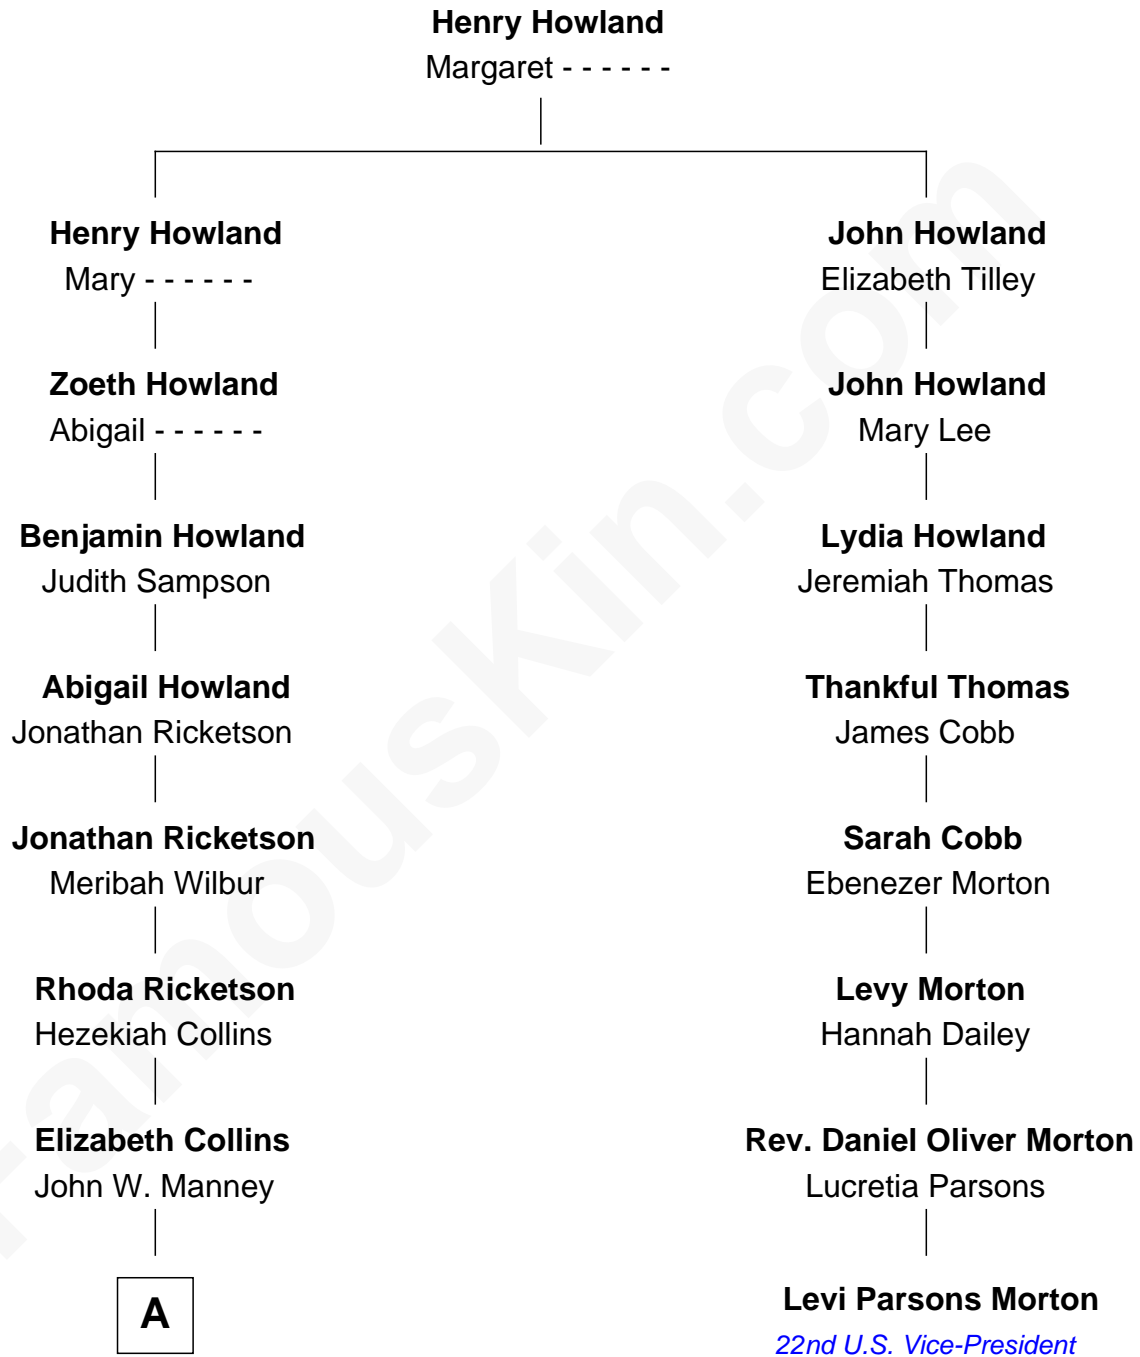 Henry Howland
Margaret - - - - - -
Henry Howland
Mary - - - - - -
John Howland
Elizabeth Tilley
Zoeth Howland
Abigail - - - - - -
John Howland
Mary Lee
Benjamin Howland
Judith Sampson
Lydia Howland
Jeremiah Thomas
Abigail Howland
Jonathan Ricketson
Thankful Thomas
James Cobb
Jonathan Ricketson
Meribah Wilbur
Sarah Cobb
Ebenezer Morton
Rhoda Ricketson
Hezekiah Collins
Levy Morton
Hannah Dailey
Elizabeth Collins
John W. Manney
Rev. Daniel Oliver Morton
Lucretia Parsons
A
Levi Parsons Morton
22nd U.S. Vice-President
FamousKin.com